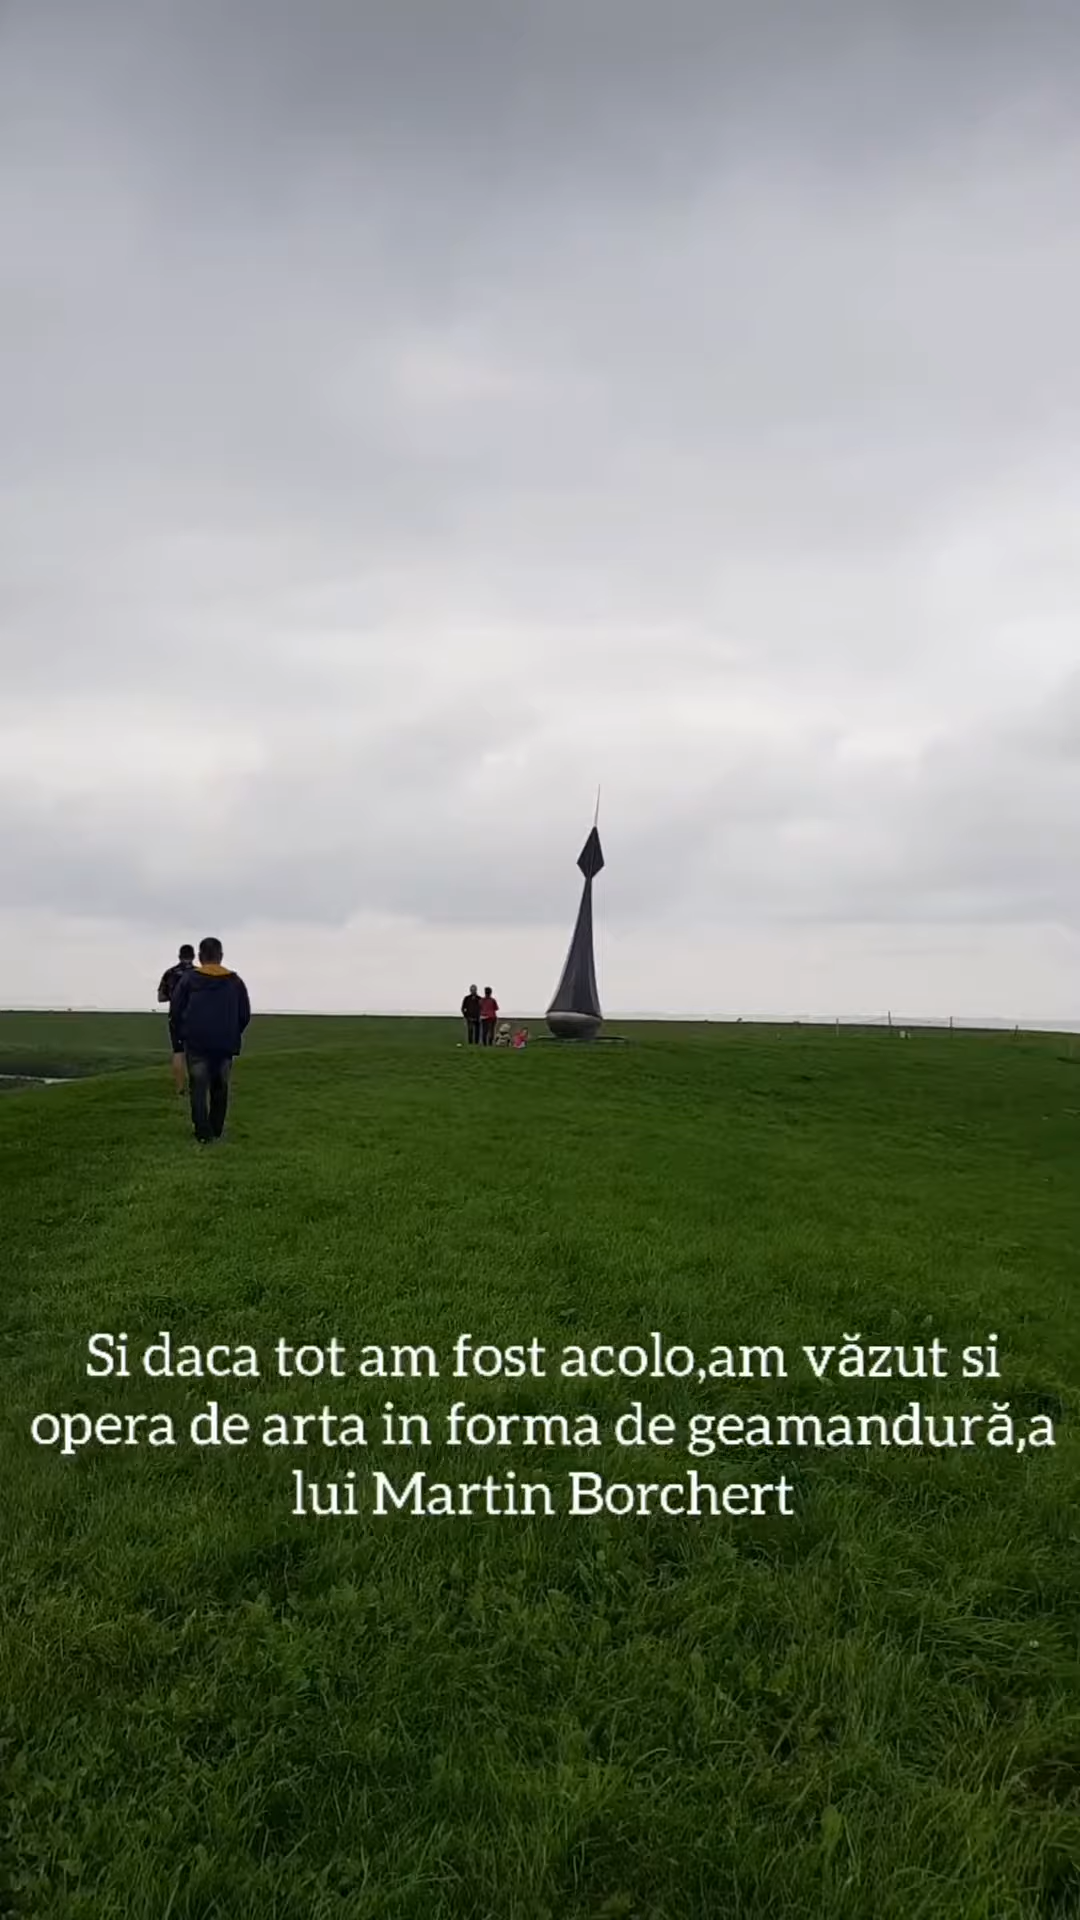 Si daca tot am fost acolo,am văzut si
opera de arta in forma de geamandură,a
lui Martin Borchert